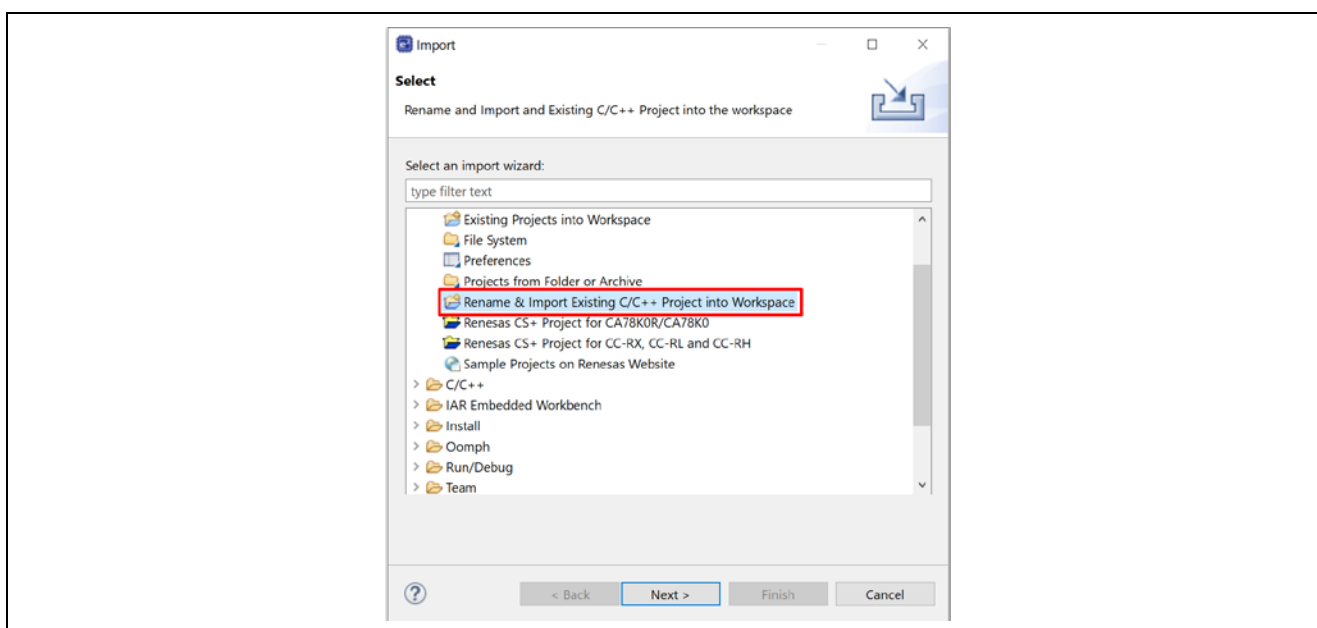 Import
Select
Rename and Import and Existing C/C++ Project into the workspace
Select an import wizard:
type filter text
Existing Projects into Workspace
File System
Preferences
Projects from Folder or Archive
Rename & Import Existing C/C++ Project into Workspace
Renesas CS+ Project for CA78K0R/CA78K0
Renesas CS+ Project for CC-RX, CC-RL and CC-RH
Sample Projects on Renesas Website
> C/C++
> IAR Embedded Workbench
> Install
> Oomph
> Run/Debug
> Team
? < Back Next > Finish Cancel